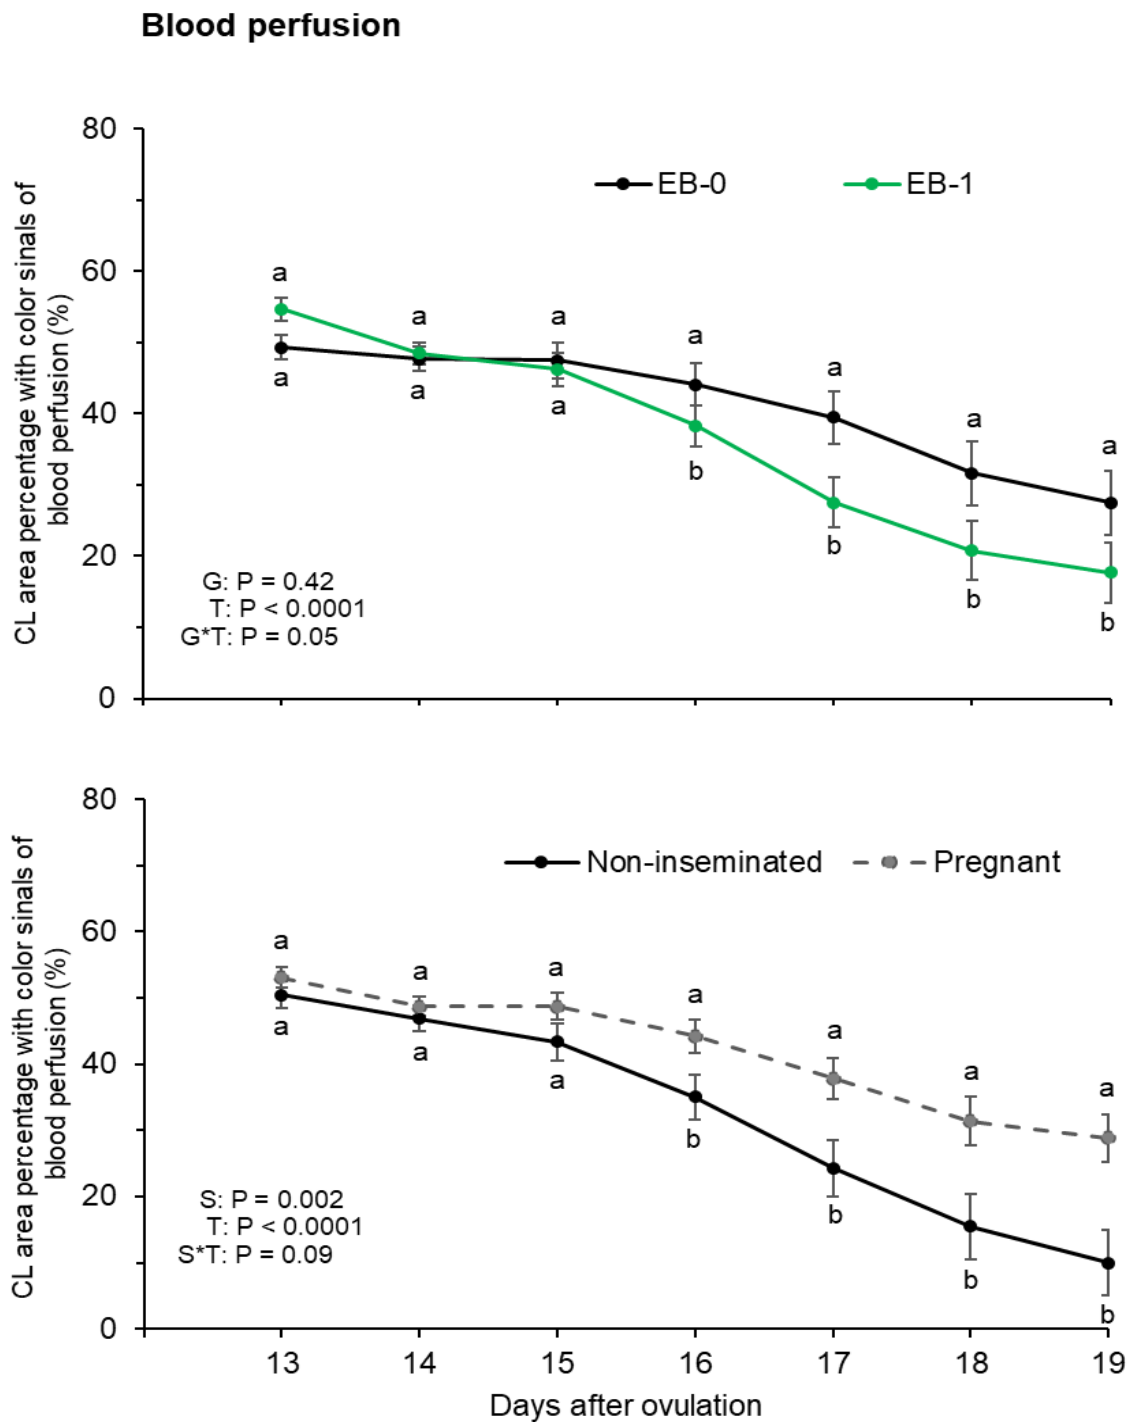 Blood perfusion
CL area percentage with color sinals of
blood perfusion (%)
80
60
40
20
0
EB-0 EB-1
a a a a a a a
a a a b b b b
G: P = 0.42
T: P < 0.0001
G*T: P = 0.05
CL area percentage with color sinals of
blood perfusion (%)
80
60
40
20
0
Non-inseminated Pregnant
a a a a a a a
a a a b b b b
S: P = 0.002
T: P < 0.0001
S*T: P = 0.09
13 14 15 16 17 18 19
Days after ovulation